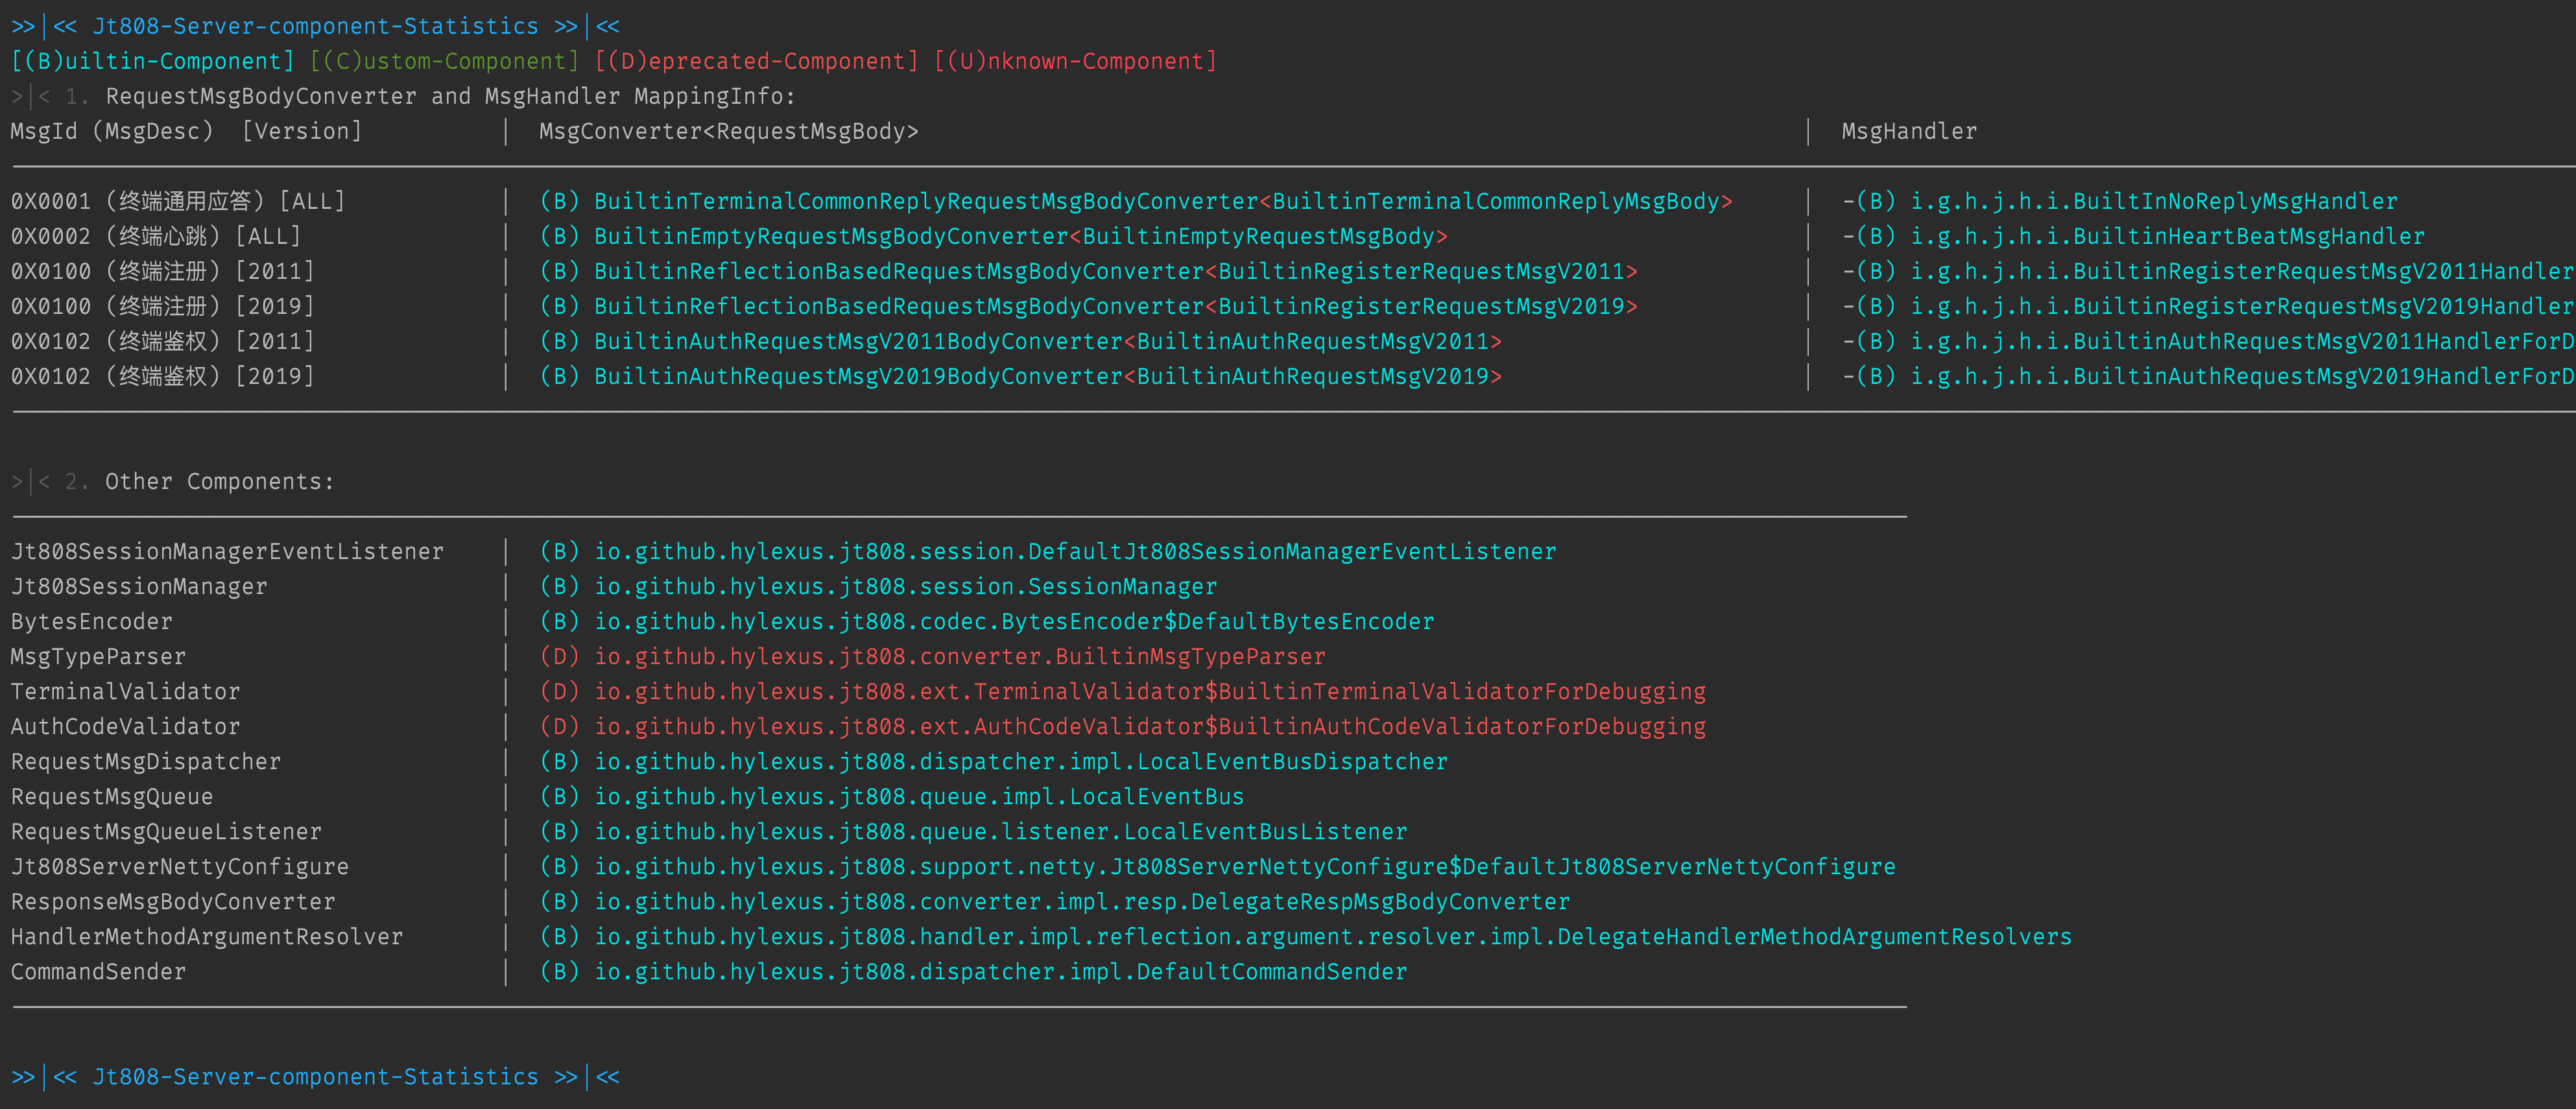 >>|<< Jt808-Server-component-Statistics >>|<<
[(B)uiltin-Component] [(C)ustom-Component] [(D)eprecated-Component] [(U)nknown-Component]
>|< 1. RequestMsgBodyConverter and MsgHandler MappingInfo:
MsgId (MsgDesc) [Version] | MsgConverter<RequestMsgBody> | MsgHandler
0X0001 (终端通用应答) [ALL] | (B) BuiltinTerminalCommonReplyRequestMsgBodyConverter<BuiltinTerminalCommonReplyMsgBody> | -(B) i.g.h.j.h.i.BuiltInNoReplyMsgHandler
0X0002 (终端心跳) [ALL] | (B) BuiltinEmptyRequestMsgBodyConverter<BuiltinEmptyRequestMsgBody> | -(B) i.g.h.j.h.i.BuiltinHeartBeatMsgHandler
0X0100 (终端注册) [2011] | (B) BuiltinReflectionBasedRequestMsgBodyConverter<BuiltinRegisterRequestMsgV2011> | -(B) i.g.h.j.h.i.BuiltinRegisterRequestMsgV2011Handler
0X0100 (终端注册) [2019] | (B) BuiltinReflectionBasedRequestMsgBodyConverter<BuiltinRegisterRequestMsgV2019> | -(B) i.g.h.j.h.i.BuiltinRegisterRequestMsgV2019Handler
0X0102 (终端鉴权) [2011] | (B) BuiltinAuthRequestMsgV2011BodyConverter<BuiltinAuthRequestMsgV2011> | -(B) i.g.h.j.h.i.BuiltinAuthRequestMsgV2011HandlerForD
0X0102 (终端鉴权) [2019] | (B) BuiltinAuthRequestMsgV2019BodyConverter<BuiltinAuthRequestMsgV2019> | -(B) i.g.h.j.h.i.BuiltinAuthRequestMsgV2019HandlerForD
>|< 2. Other Components:
Jt808SessionManagerEventListener | (B) io.github.hylexus.jt808.session.DefaultJt808SessionManagerEventListener
Jt808SessionManager | (B) io.github.hylexus.jt808.session.SessionManager
BytesEncoder | (B) io.github.hylexus.jt808.codec.BytesEncoder$DefaultBytesEncoder
MsgTypeParser | (D) io.github.hylexus.jt808.converter.BuiltinMsgTypeParser
TerminalValidator | (D) io.github.hylexus.jt808.ext.TerminalValidator$BuiltinTerminalValidatorForDebugging
AuthCodeValidator | (D) io.github.hylexus.jt808.ext.AuthCodeValidator$BuiltinAuthCodeValidatorForDebugging
RequestMsgDispatcher | (B) io.github.hylexus.jt808.dispatcher.impl.LocalEventBusDispatcher
RequestMsgQueue | (B) io.github.hylexus.jt808.queue.impl.LocalEventBus
RequestMsgQueueListener | (B) io.github.hylexus.jt808.queue.listener.LocalEventBusListener
Jt808ServerNettyConfigure | (B) io.github.hylexus.jt808.support.netty.Jt808ServerNettyConfigure$DefaultJt808ServerNettyConfigure
ResponseMsgBodyConverter | (B) io.github.hylexus.jt808.converter.impl.resp.DelegateRespMsgBodyConverter
HandlerMethodArgumentResolver | (B) io.github.hylexus.jt808.handler.impl.reflection.argument.resolver.impl.DelegateHandlerMethodArgumentResolvers
CommandSender | (B) io.github.hylexus.jt808.dispatcher.impl.DefaultCommandSender
>>|<< Jt808-Server-component-Statistics >>|<<